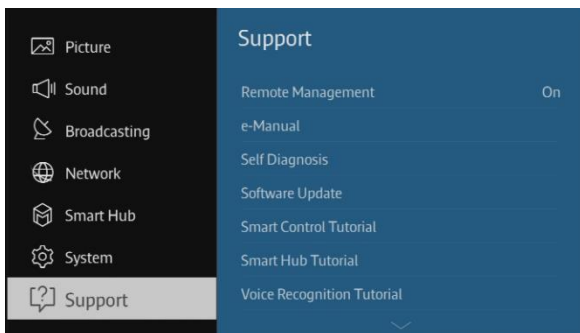 Picture
Sound
Broadcasting
Network
Smart Hub
System
Support
Support
Remote Management On
e-Manual
Self Diagnosis
Software Update
Smart Control Tutorial
Smart Hub Tutorial
Voice Recognition Tutorial